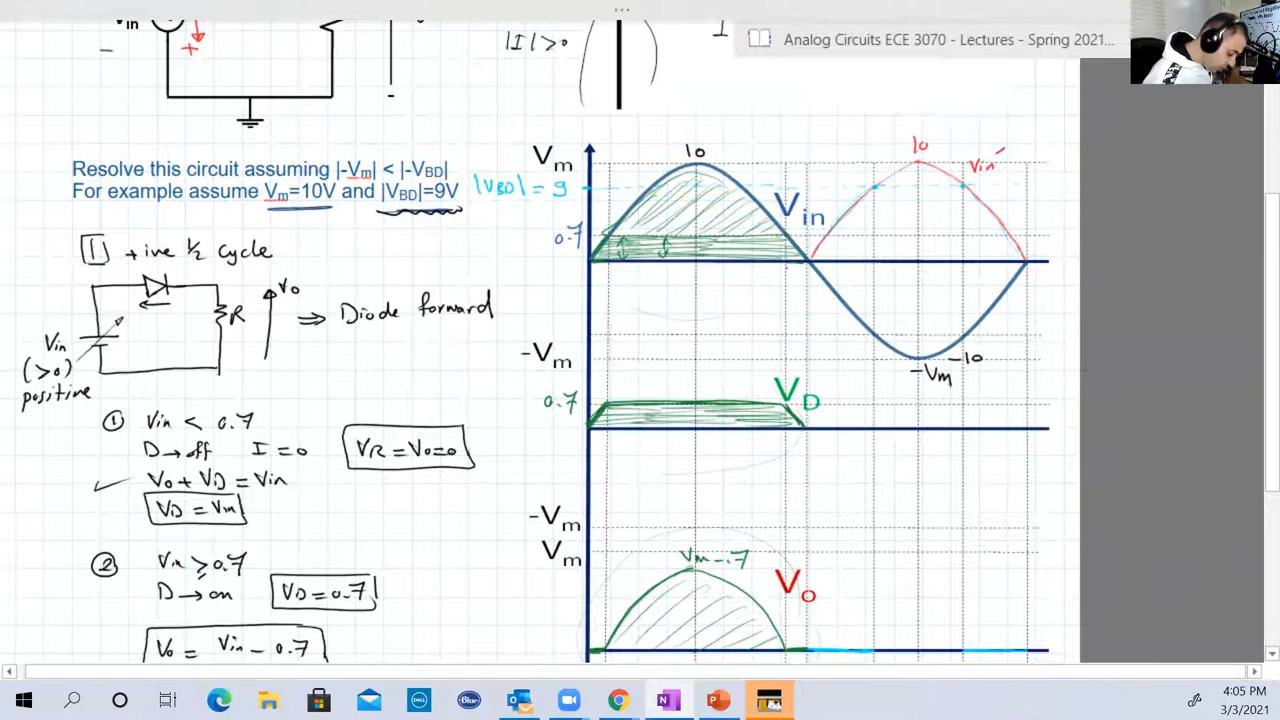 Vin
+
-
-
|I| > 0
I
Analog Circuits ECE 3070 - Lectures - Spring 2021...
Resolve this circuit assuming |-Vm| < |-VBD|
For example assume Vm=10V and |VBD|=9V
|VBD| = 9
1 +ive ½ cycle
Vo
R
Vin
(>0)
positive
⇒ Diode forward
① Vin < 0.7
D → off I = 0
VR = Vo = 0
Vo + VD = Vin
VD = Vm
② Vin ≥ 0.7
D → on
VD = 0.7
Vo = Vin - 0.7
Vm
10
10
Vin'
0.7
Vin
-Vm
-10
-Vm
0.7
VD
-Vm
Vm
Vm-.7
Vo
DELL
Blue
4:05 PM
3/3/2021